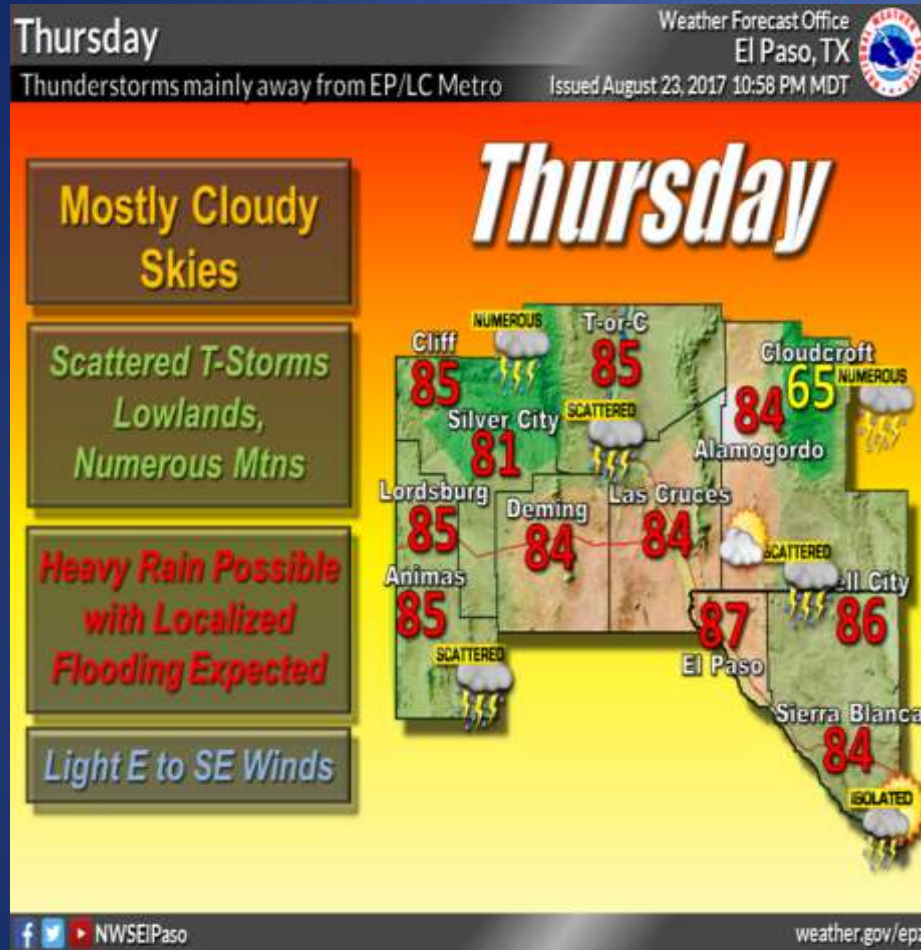 Thursday
Thunderstorms mainly away from EP/LC Metro
Weather Forecast Office
El Paso, TX
Issued August 23, 2017 10:58 PM MDT
Thursday
Mostly Cloudy
Skies
Scattered T-Storms
Lowlands,
Numerous Mtns
Heavy Rain Possible
with Localized
Flooding Expected
Light E to SE Winds
NUMEROUS
Cliff
85
T-or-C
85
Cloudcroft
65
NUMEROUS
84
Alamogordo
Silver City
81
SCATTERED
Lordsburg
85
Deming
84
Las Cruces
84
SCATTERED
ell City
86
Animas
85
87
El Paso
SCATTERED
Sierra Blanca
84
ISOLATED
NWSElPaso